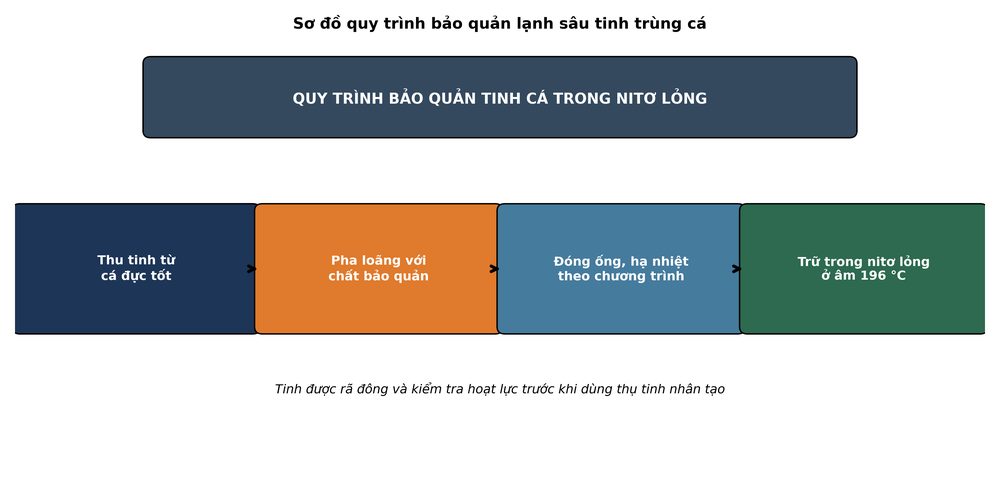 Sơ đồ quy trình bảo quản lạnh sâu tinh trùng cá
QUY TRÌNH BẢO QUẢN TINH CÁ TRONG NITƠ LỎNG
Thu tinh từ
cá đực tốt
Pha loãng với
chất bảo quản
Đóng ống, hạ nhiệt
theo chương trình
Trữ trong nitơ lỏng
ở âm 196 °C
Tinh được rã đông và kiểm tra hoạt lực trước khi dùng thụ tinh nhân tạo